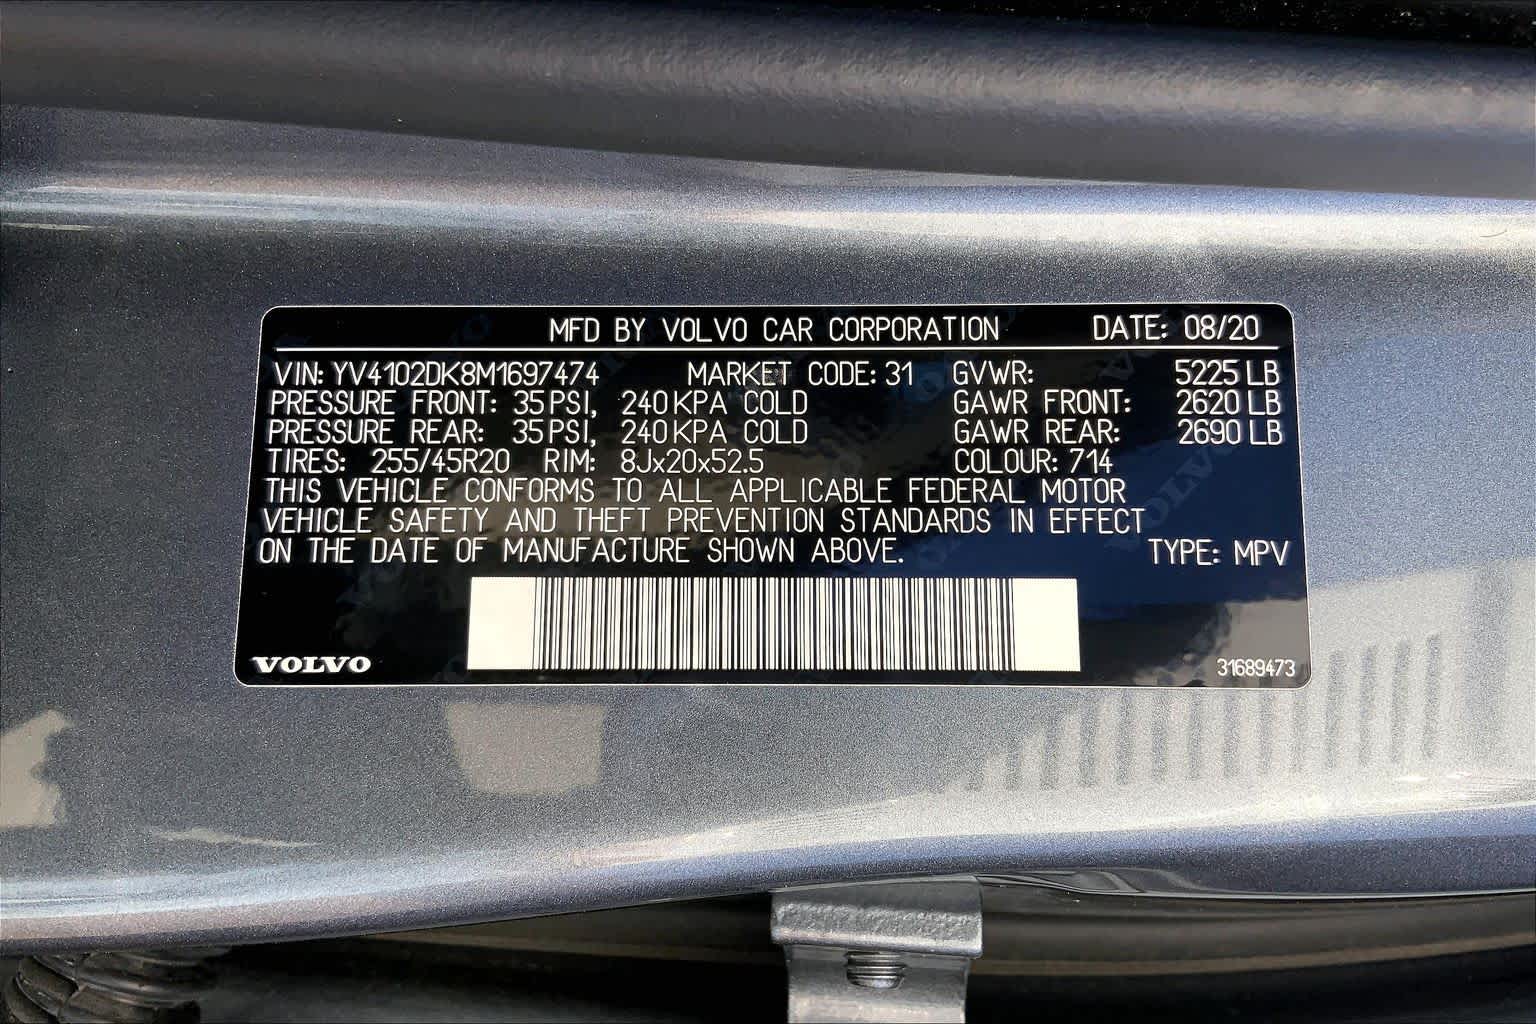 MFD BY VOLVO CAR CORPORATION DATE: 08/20
VIN: YV4102DK8M1697474 MARKET CODE: 31 GVWR: 5225 LB
PRESSURE FRONT: 35 PSI, 240 KPA COLD GAWR FRONT: 2620 LB
PRESSURE REAR: 35 PSI, 240 KPA COLD GAWR REAR: 2690 LB
TIRES: 255/45R20 RIM: 8Jx20x52.5 COLOUR: 714
THIS VEHICLE CONFORMS TO ALL APPLICABLE FEDERAL MOTOR
VEHICLE SAFETY AND THEFT PREVENTION STANDARDS IN EFFECT
ON THE DATE OF MANUFACTURE SHOWN ABOVE. TYPE: MPV
VOLVO 31689473